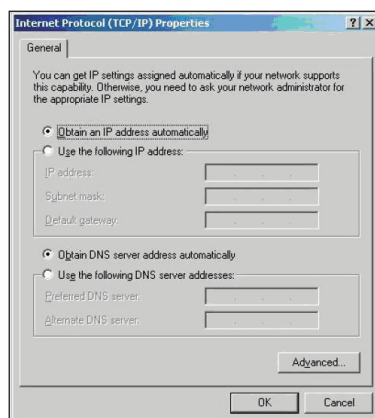 Internet Protocol (TCP/IP) Properties
General
You can get IP settings assigned automatically if your network supports
this capability. Otherwise, you need to ask your network administrator for
the appropriate IP settings.
Obtain an IP address automatically
Use the following IP address:
IP address:
Subnet mask:
Default gateway:
Obtain DNS server address automatically
Use the following DNS server addresses:
Preferred DNS server:
Alternate DNS server:
Advanced...
OK Cancel